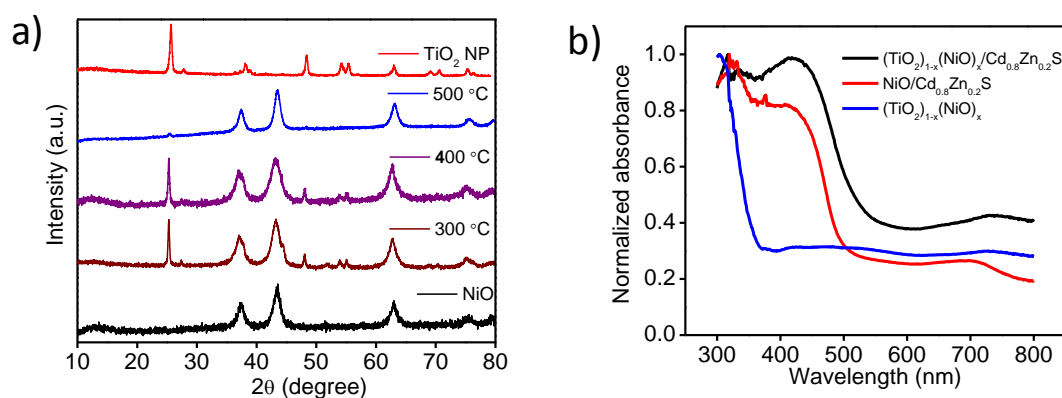 a)
Intensity (a.u.)
TiO₂ NP
500 °C
400 °C
300 °C
NiO
10 20 30 40 50 60 70 80
2θ (degree)
b)
Normalized absorbance
1.0
0.8
0.6
0.4
0.2
0.0
(TiO₂)₁₋ₓ(NiO)ₓ/Cd₀.₈Zn₀.₂S
NiO/Cd₀.₈Zn₀.₂S
(TiO₂)₁₋ₓ(NiO)ₓ
300 400 500 600 700 800
Wavelength (nm)